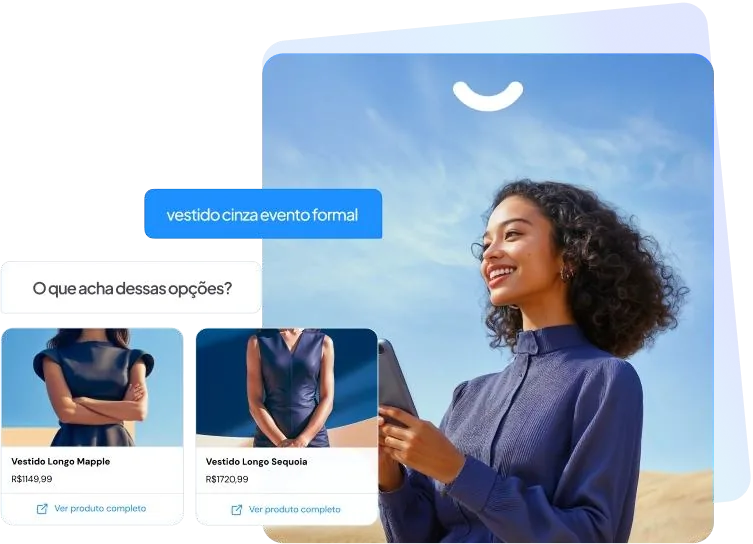 vestido cinza evento formal
O que acha dessas opções?
Vestido Longo Mapple
R$1149,99
Ver produto completo
Vestido Longo Sequoia
R$1720,99
Ver produto completo